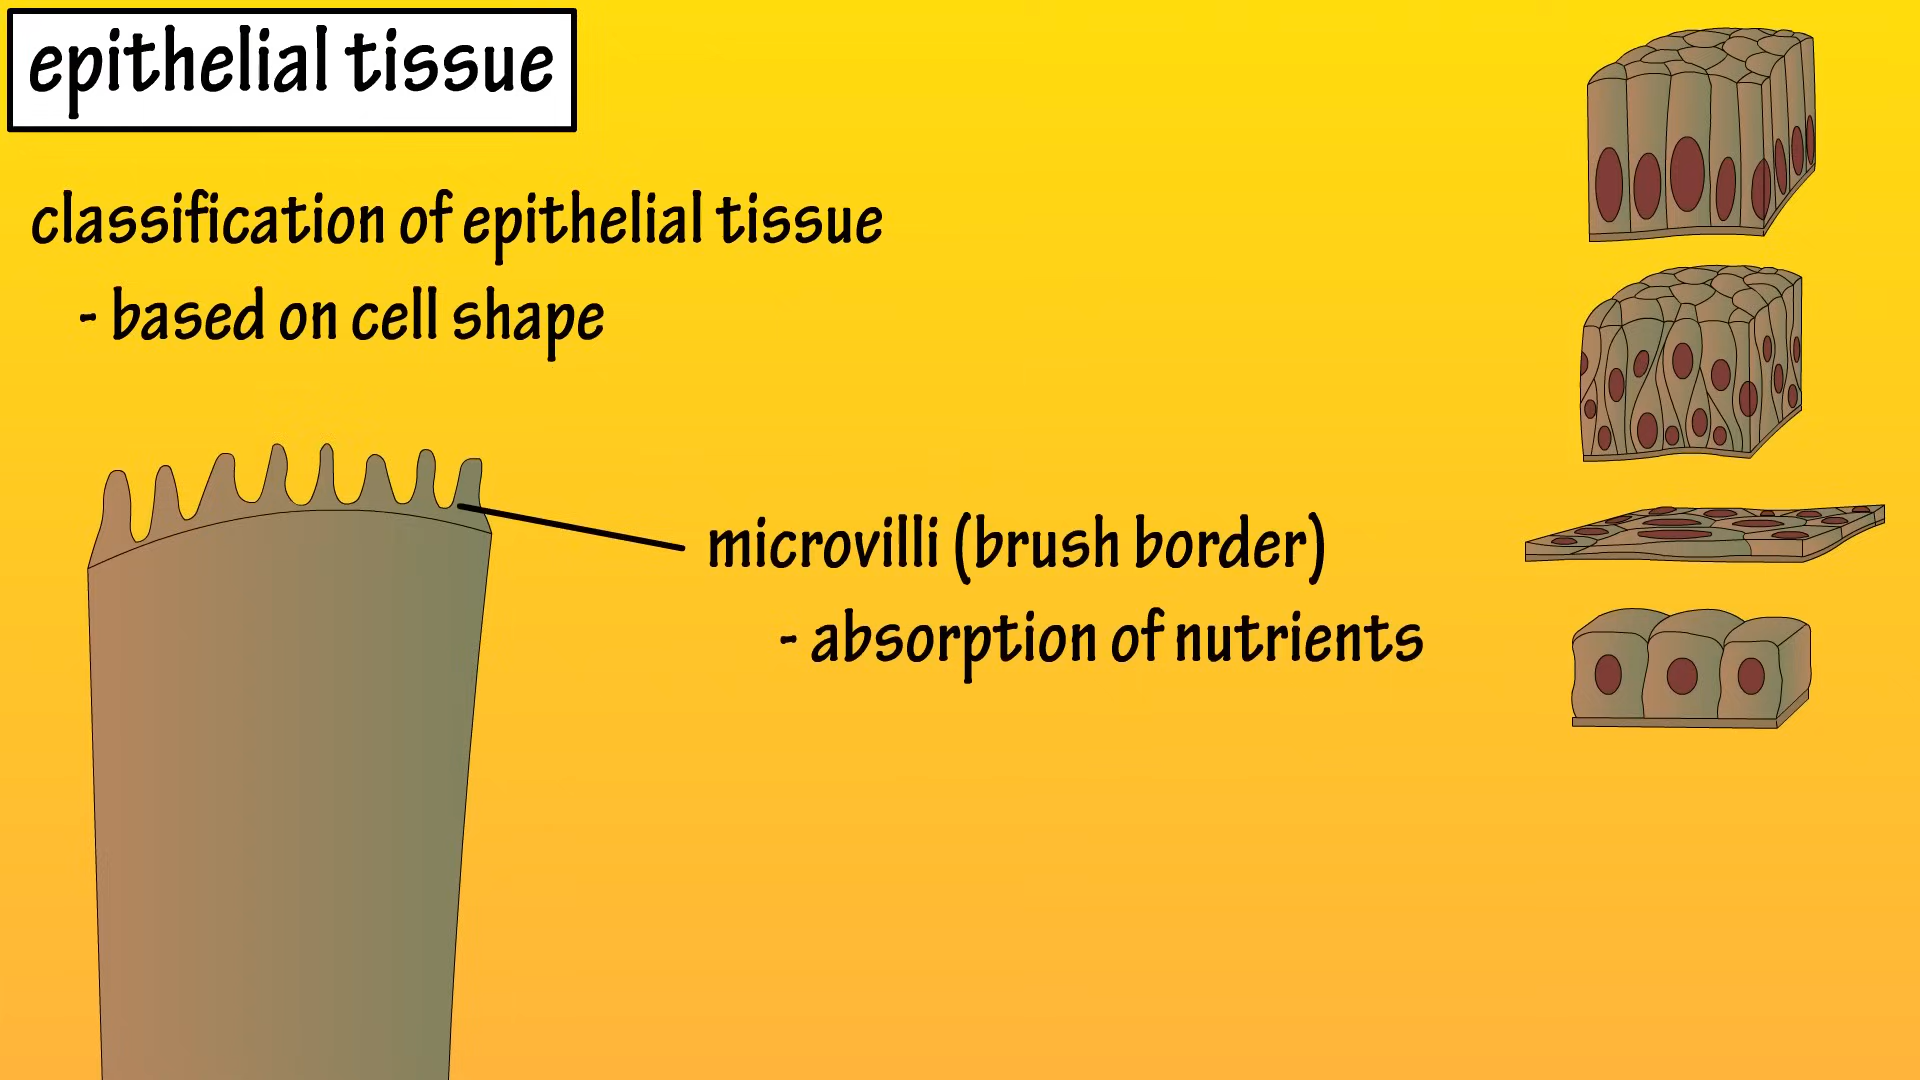 epithelial tissue
classification of epithelial tissue
- based on cell shape
microvilli (brush border)
- absorption of nutrients